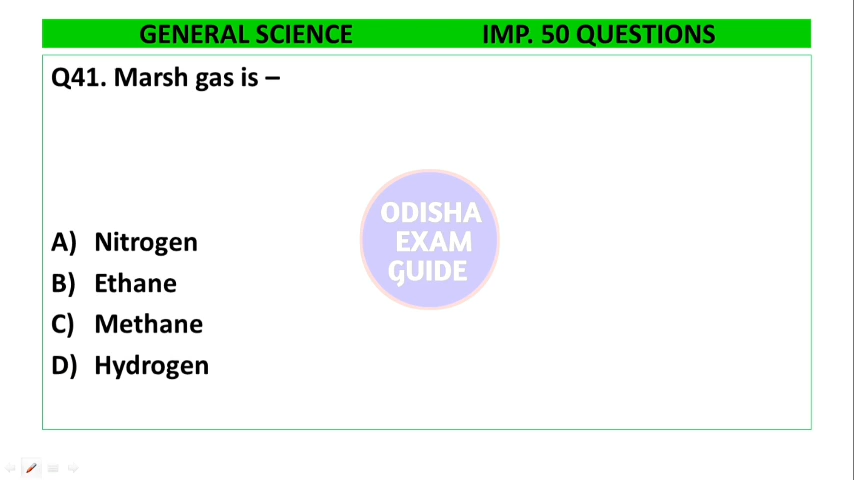 GENERAL SCIENCE IMP. 50 QUESTIONS
Q41. Marsh gas is –
ODISHA
EXAM
GUIDE
A) Nitrogen
B) Ethane
C) Methane
D) Hydrogen